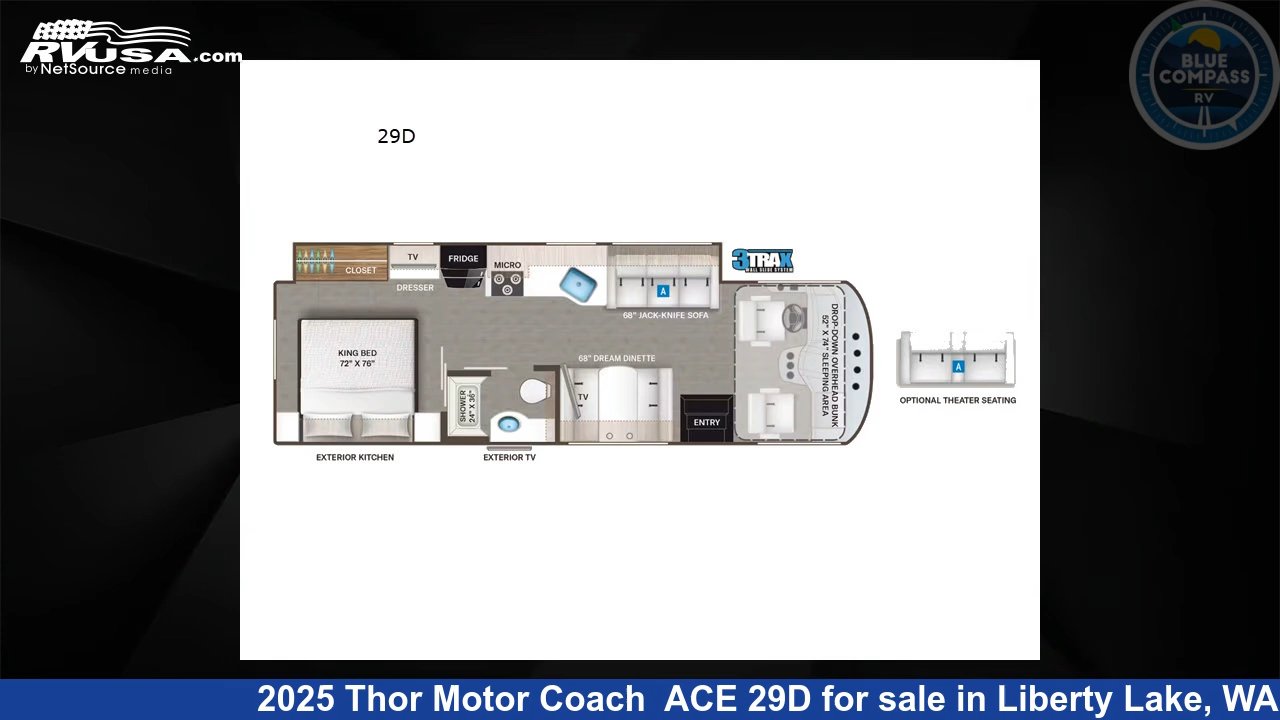 RVUSA.com
by NetSource media
BLUE
COMPASS
RV
29D
3TRAX
WALL SLIDE SYSTEM
CLOSET
TV
FRIDGE
MICRO
DRESSER
A
68" JACK-KNIFE SOFA
DROP-DOWN OVERHEAD BUNK
52" X 74" SLEEPING AREA
KING BED
72" X 76"
68" DREAM DINETTE
TV
SHOWER
24" X 36"
ENTRY
A
OPTIONAL THEATER SEATING
EXTERIOR KITCHEN
EXTERIOR TV
2025 Thor Motor Coach ACE 29D for sale in Liberty Lake, WA